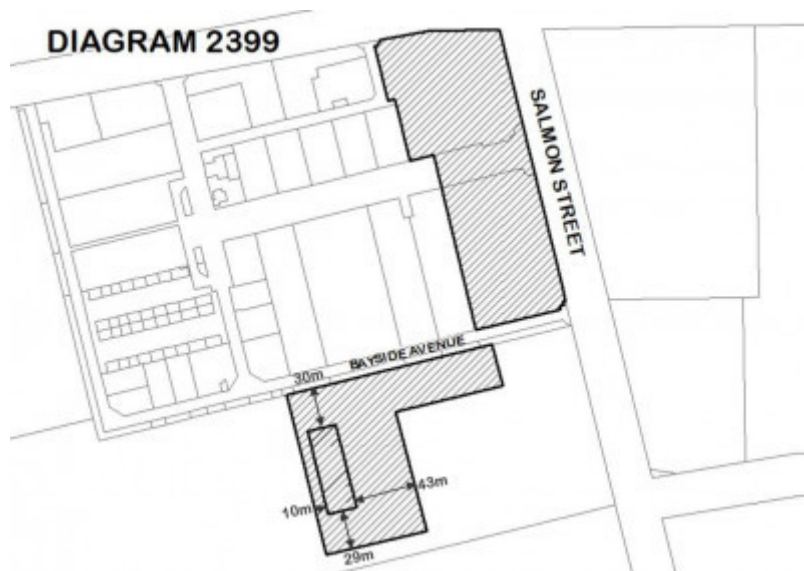 DIAGRAM 2399
SALMON STREET
BAYSIDE AVENUE
30m
43m
10m
29m